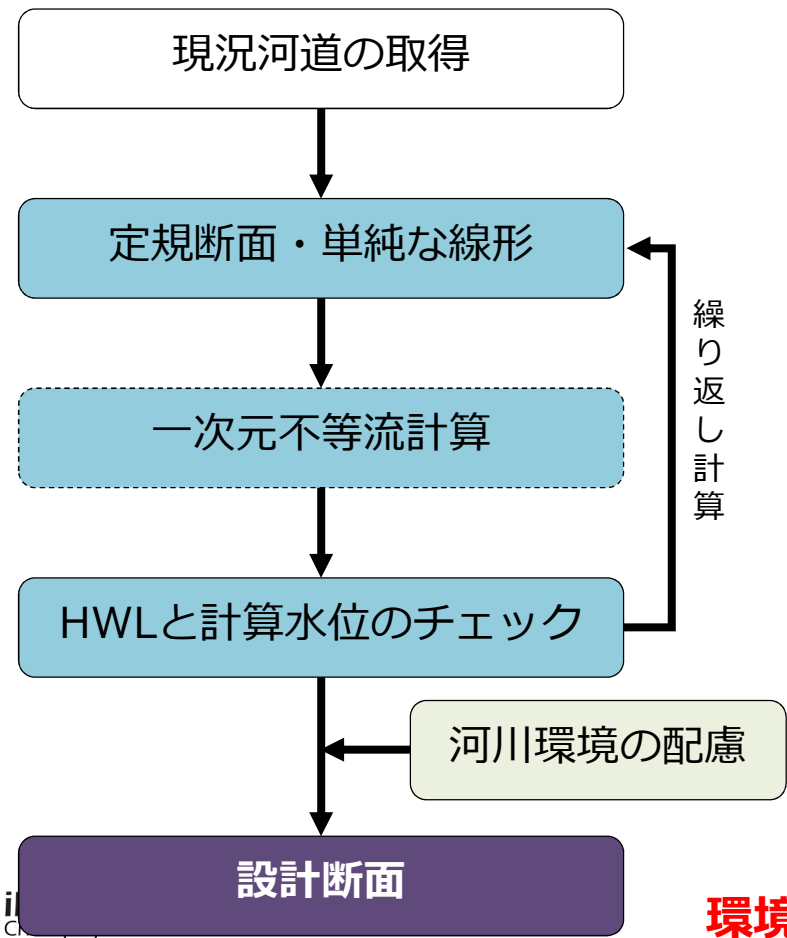 現況河道の取得
定規断面・単純な線形
繰り返し計算
一次元不等流計算
HWLと計算水位のチェック
河川環境の配慮
設計断面
環境